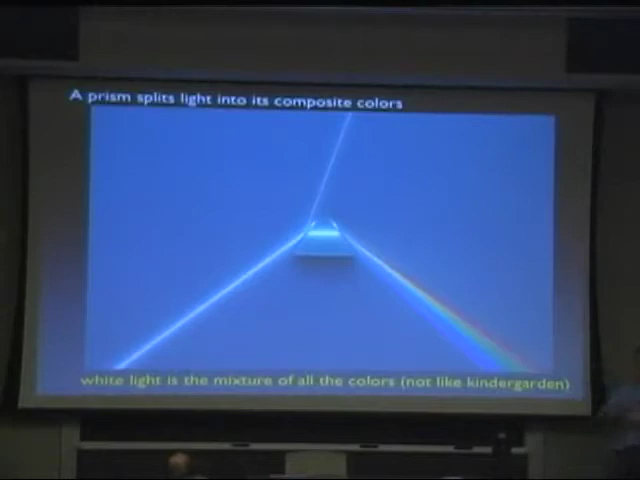 A prism splits light into its composite colors
white light is the mixture of all the colors (not like kindergarden)